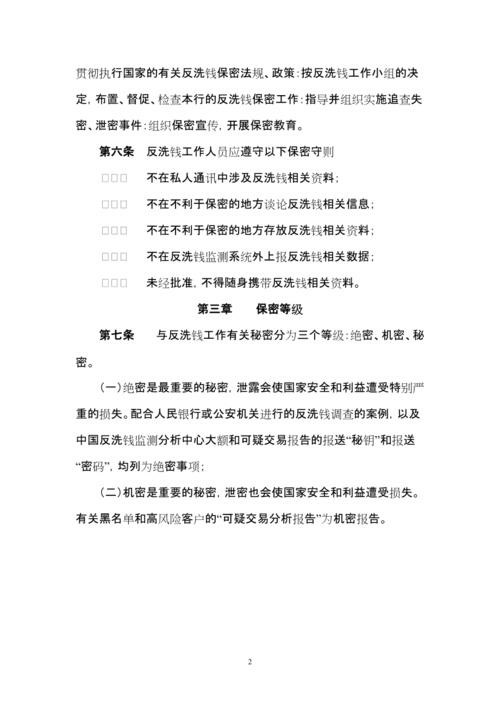 贯彻执行国家的有关反洗钱保密法规、政策:按反洗钱工作小组的决
定，布置、督促、检查本行的反洗钱保密工作:指导并组织实施追查失
密、泄密事件:组织保密宣传，开展保密教育。
第六条 反洗钱工作人员应遵守以下保密守则
□□□ 不在私人通讯中涉及反洗钱相关资料;
□□□ 不在不利于保密的地方谈论反洗钱相关信息;
□□□ 不在不利于保密的地方存放反洗钱相关资料;
□□□ 不在反洗钱监测系统外上报反洗钱相关数据;
□□□ 未经批准，不得随身携带反洗钱相关资料。
第三章 保密等级
第七条 与反洗钱工作有关秘密分为三个等级:绝密、机密、秘
密。
（一)绝密是最重要的秘密，泄露会使国家安全和利益遭受特别严
重的损失。配合人民银行或公安机关进行的反洗钱调查的案例，以及
中国反洗钱监测分析中心大额和可疑交易报告的报送“秘钥”和报送
“密码”，均列为绝密事项;
（二)机密是重要的秘密，泄密也会使国家安全和利益遭受损失。
有关黑名单和高风险客户的“可疑交易分析报告”为机密报告。
2